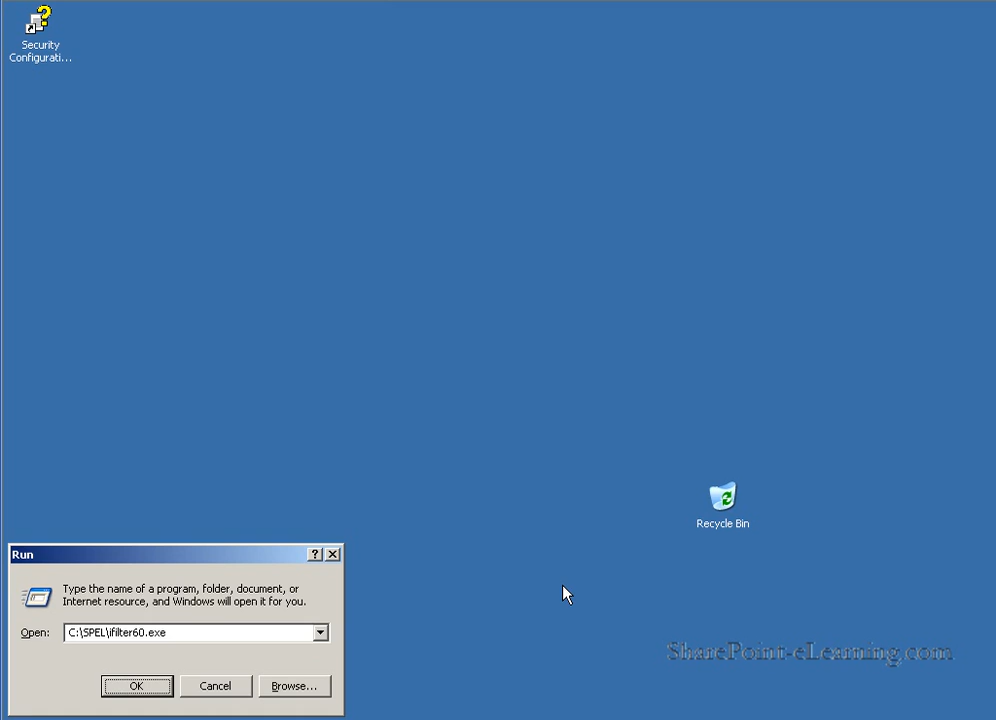 Security
Configurati...
Recycle Bin
Run
Type the name of a program, folder, document, or
Internet resource, and Windows will open it for you.
Open: C:\SPEL\ifilter60.exe
OK Cancel Browse...
SharePoint-eLearning.com